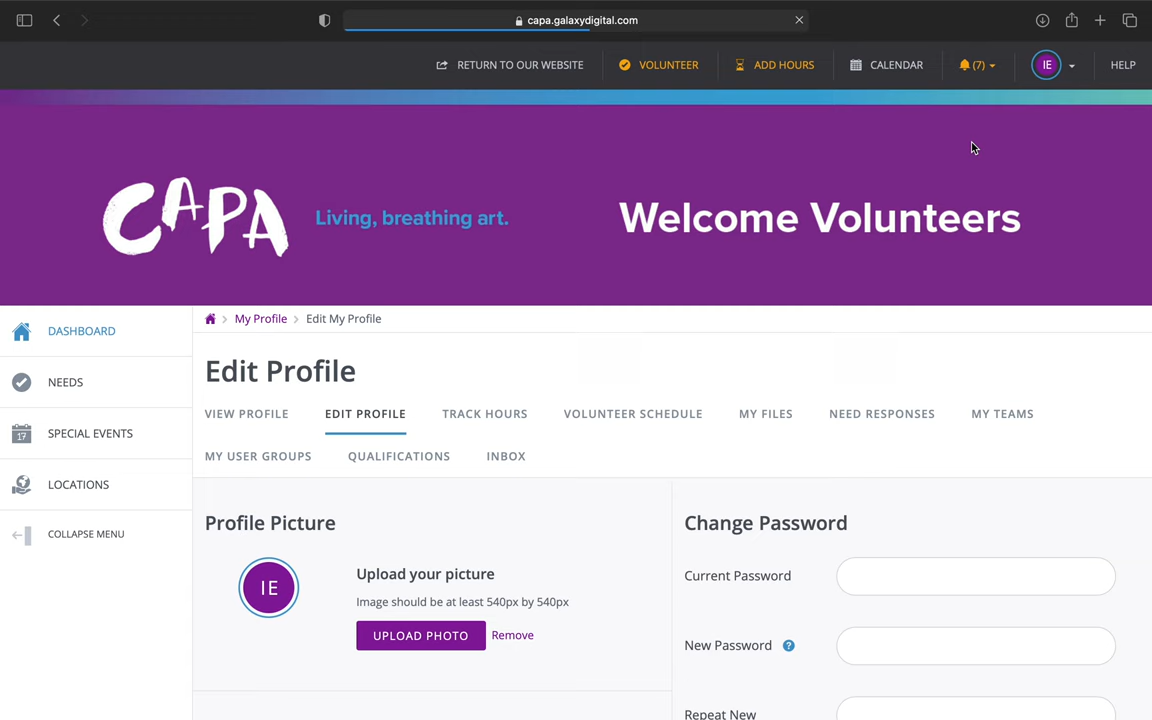 capa.galaxydigital.com
RETURN TO OUR WEBSITE
VOLUNTEER
ADD HOURS
CALENDAR
(7)
IE
HELP
CAPA
Living, breathing art.
Welcome Volunteers
DASHBOARD
NEEDS
17
SPECIAL EVENTS
LOCATIONS
COLLAPSE MENU
> My Profile > Edit My Profile
Edit Profile
VIEW PROFILE
EDIT PROFILE
TRACK HOURS
VOLUNTEER SCHEDULE
MY FILES
NEED RESPONSES
MY TEAMS
MY USER GROUPS
QUALIFICATIONS
INBOX
Profile Picture
IE
Upload your picture
Image should be at least 540px by 540px
UPLOAD PHOTO
Remove
Change Password
Current Password
New Password ?
Repeat New